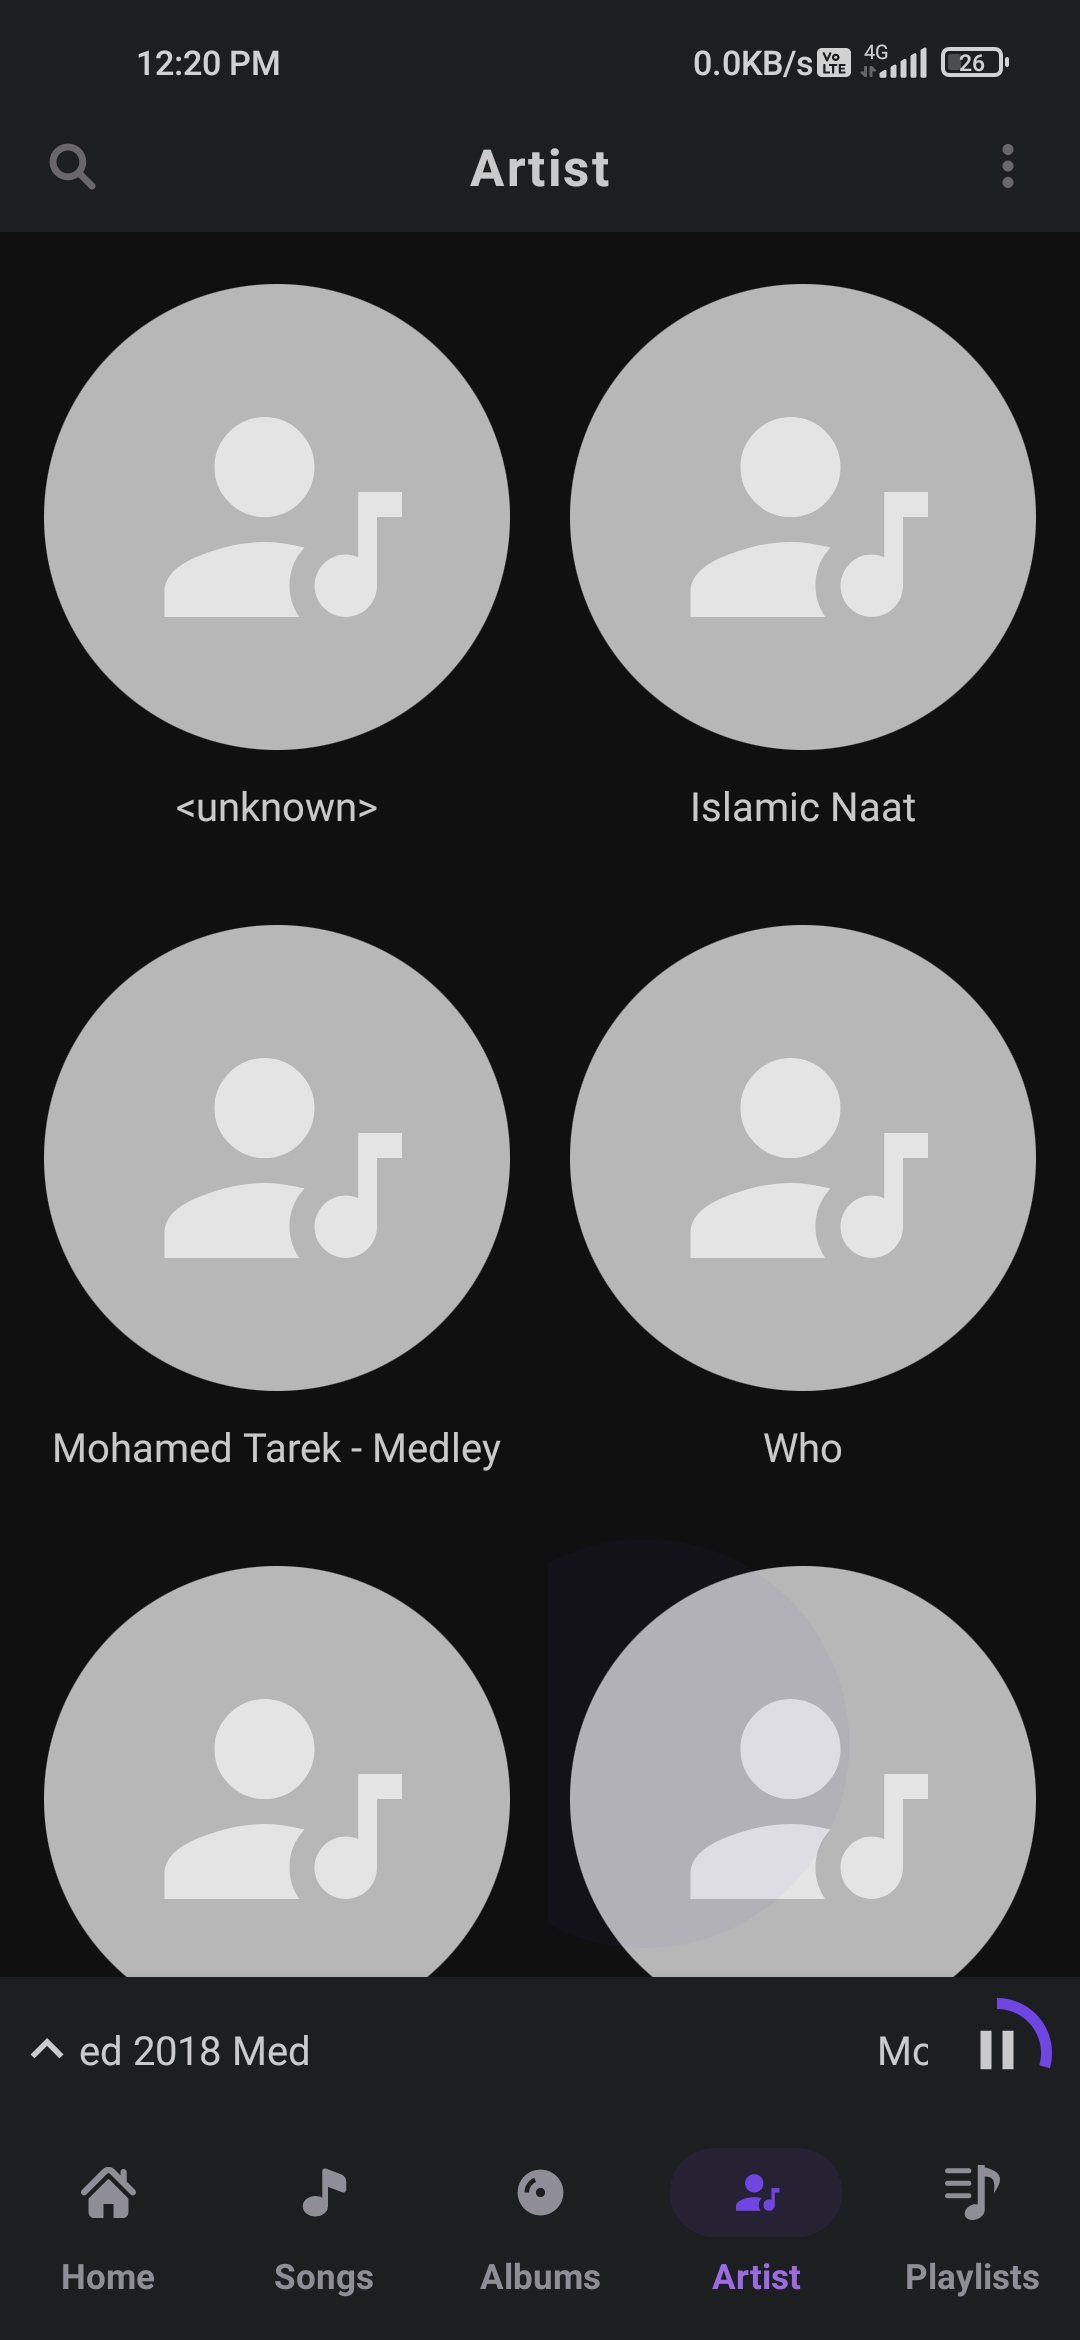 12:20 PM 0.0KB/s Vo LTE 4G 26
Artist
<unknown> Islamic Naat
Mohamed Tarek - Medley Who
ed 2018 Med Mo
Home Songs Albums Artist Playlists